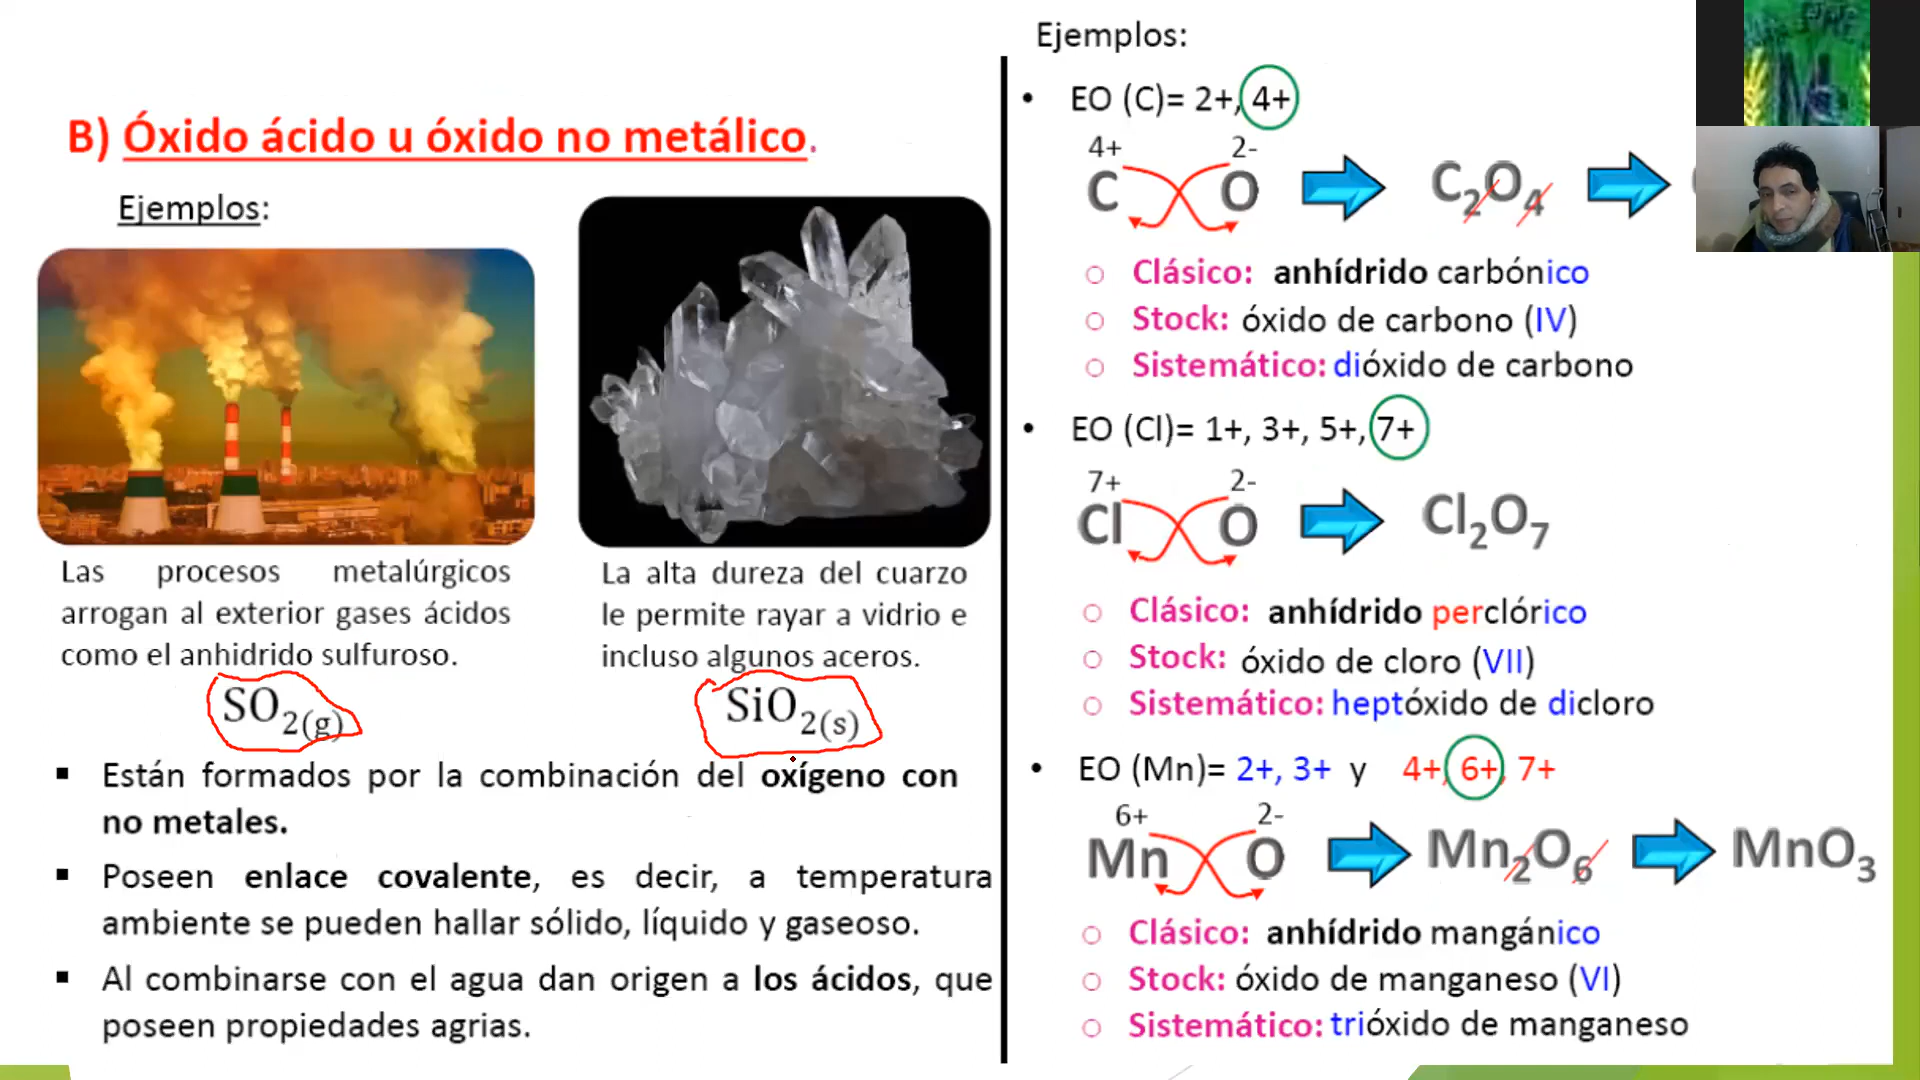 B) Óxido ácido u óxido no metálico.
Ejemplos:
Las procesos metalúrgicos
arrogan al exterior gases ácidos
como el anhidrido sulfuroso.
SO2(g)
La alta dureza del cuarzo
le permite rayar a vidrio e
incluso algunos aceros.
SiO2(s)
▪ Están formados por la combinación del oxígeno con
no metales.
▪ Poseen enlace covalente, es decir, a temperatura
ambiente se pueden hallar sólido, líquido y gaseoso.
▪ Al combinarse con el agua dan origen a los ácidos, que
poseen propiedades agrias.
Ejemplos:
• EO (C)= 2+, 4+
4+ 2-
C O C2O4
○ Clásico: anhídrido carbónico
○ Stock: óxido de carbono (IV)
○ Sistemático: dióxido de carbono
• EO (Cl)= 1+, 3+, 5+, 7+
7+ 2-
Cl O Cl2O7
○ Clásico: anhídrido perclórico
○ Stock: óxido de cloro (VII)
○ Sistemático: heptóxido de dicloro
• EO (Mn)= 2+, 3+ y 4+, 6+, 7+
6+ 2-
Mn O Mn2O6 MnO3
○ Clásico: anhídrido mangánico
○ Stock: óxido de manganeso (VI)
○ Sistemático: trióxido de manganeso